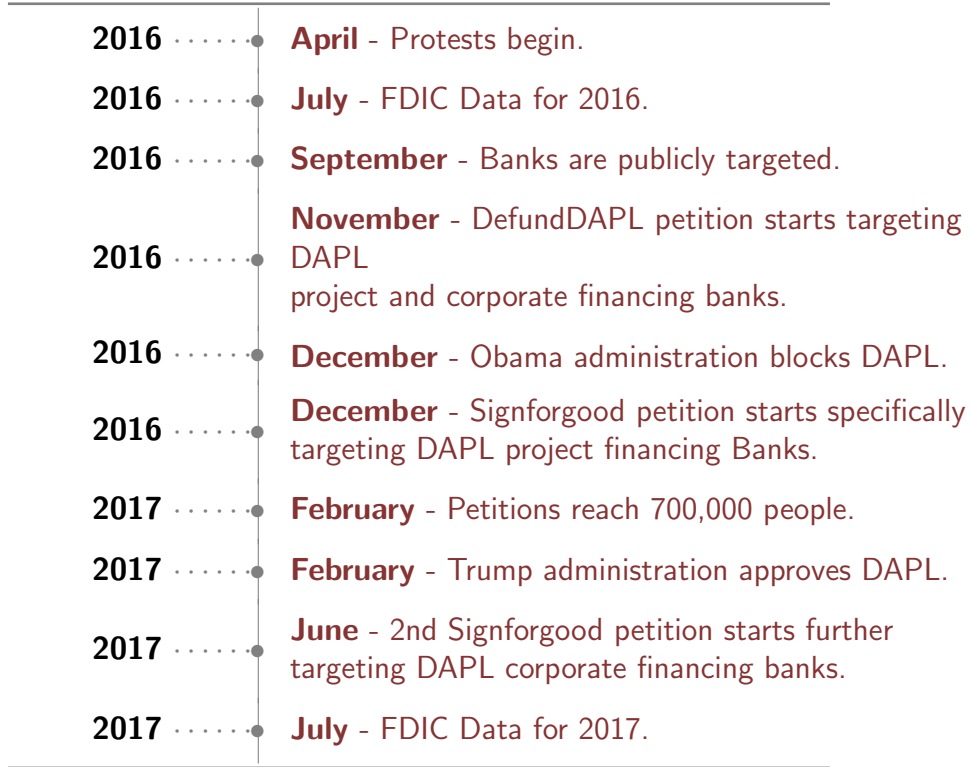 2016 April - Protests begin.
2016 July - FDIC Data for 2016.
2016 September - Banks are publicly targeted.
November - DefundDAPL petition starts targeting
2016 DAPL
project and corporate financing banks.
2016 December - Obama administration blocks DAPL.
2016 December - Signforgood petition starts specifically
targeting DAPL project financing Banks.
2017 February - Petitions reach 700,000 people.
2017 February - Trump administration approves DAPL.
2017 June - 2nd Signforgood petition starts further
targeting DAPL corporate financing banks.
2017 July - FDIC Data for 2017.